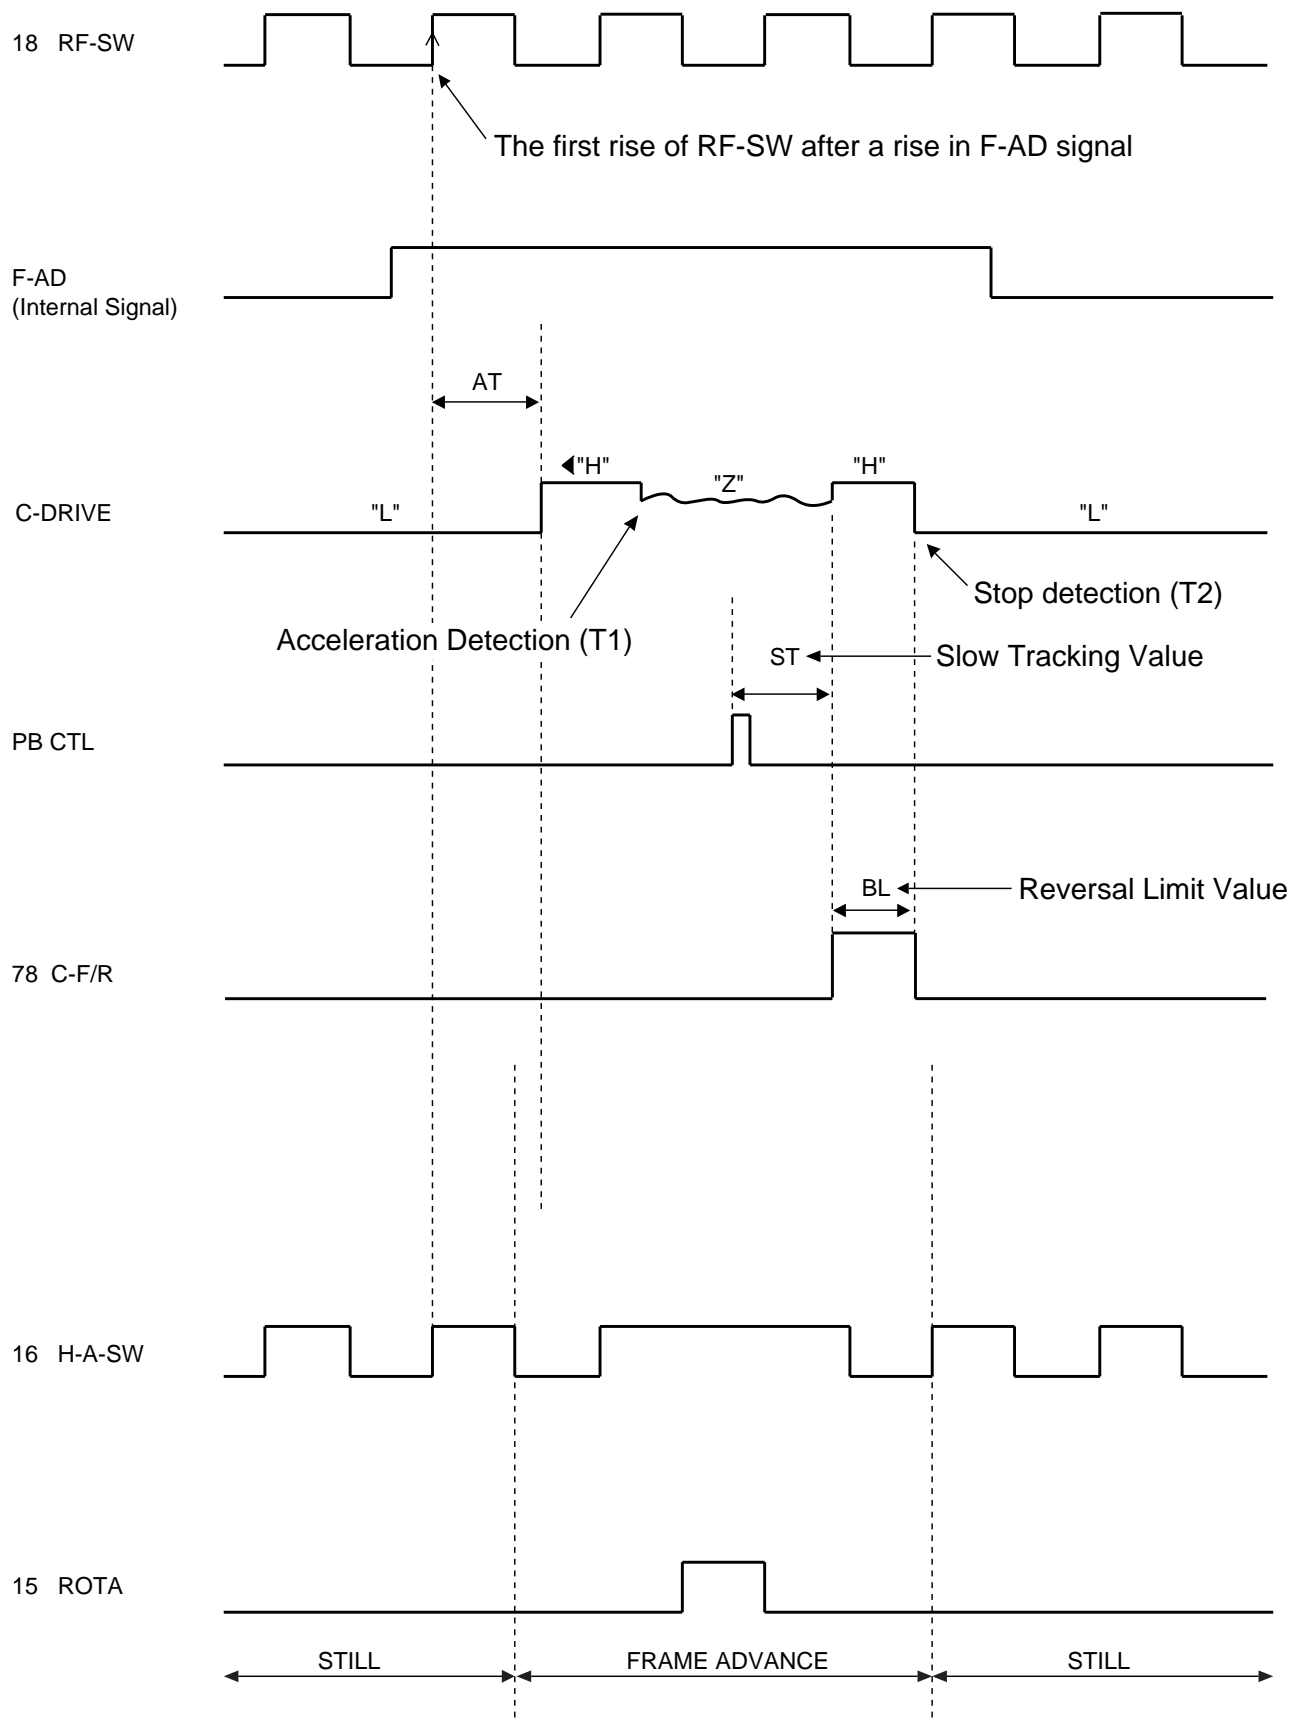 18 RF-SW
The first rise of RF-SW after a rise in F-AD signal
F-AD
(Internal Signal)
AT
"H"
"Z"
"H"
C-DRIVE
"L"
"L"
Stop detection (T2)
Acceleration Detection (T1)
ST
Slow Tracking Value
PB CTL
BL
Reversal Limit Value
78 C-F/R
16 H-A-SW
15 ROTA
STILL
FRAME ADVANCE
STILL